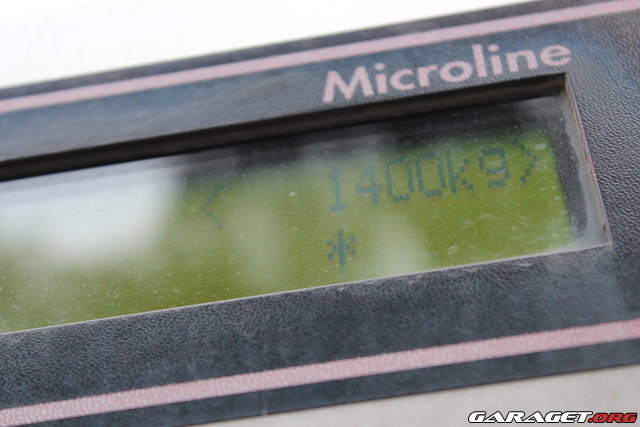 Microline
< 1400kg>
*
GARAGET.ORG